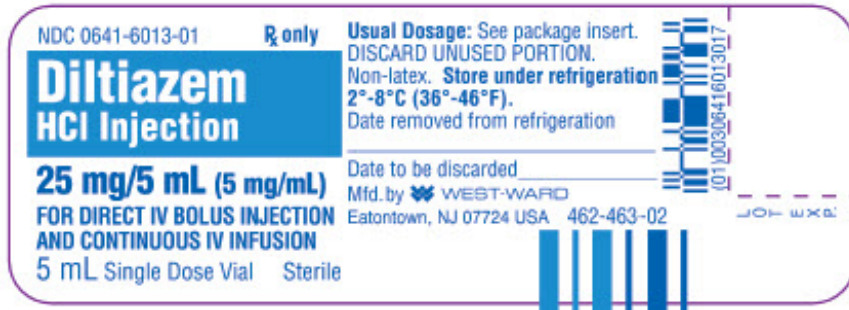 NDC 0641-6013-01 ℞ only
Diltiazem
HCl Injection
25 mg/5 mL (5 mg/mL)
FOR DIRECT IV BOLUS INJECTION
AND CONTINUOUS IV INFUSION
5 mL Single Dose Vial Sterile
Usual Dosage: See package insert.
DISCARD UNUSED PORTION.
Non-latex. Store under refrigeration
2°-8°C (36°-46°F).
Date removed from refrigeration
Date to be discarded
Mfd. by WEST-WARD
Eatontown, NJ 07724 USA 462-463-02
(01)00306416013017
LOT EXP.